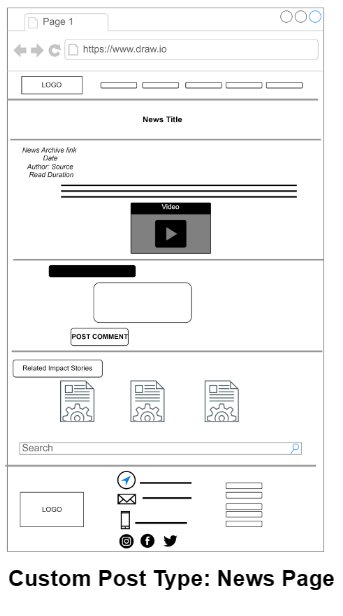 Page 1
https://www.draw.io
LOGO
News Title
News Archive link
Date
Author: Source
Read Duration
Video
POST COMMENT
Related Impact Stories
Search
LOGO
Custom Post Type: News Page